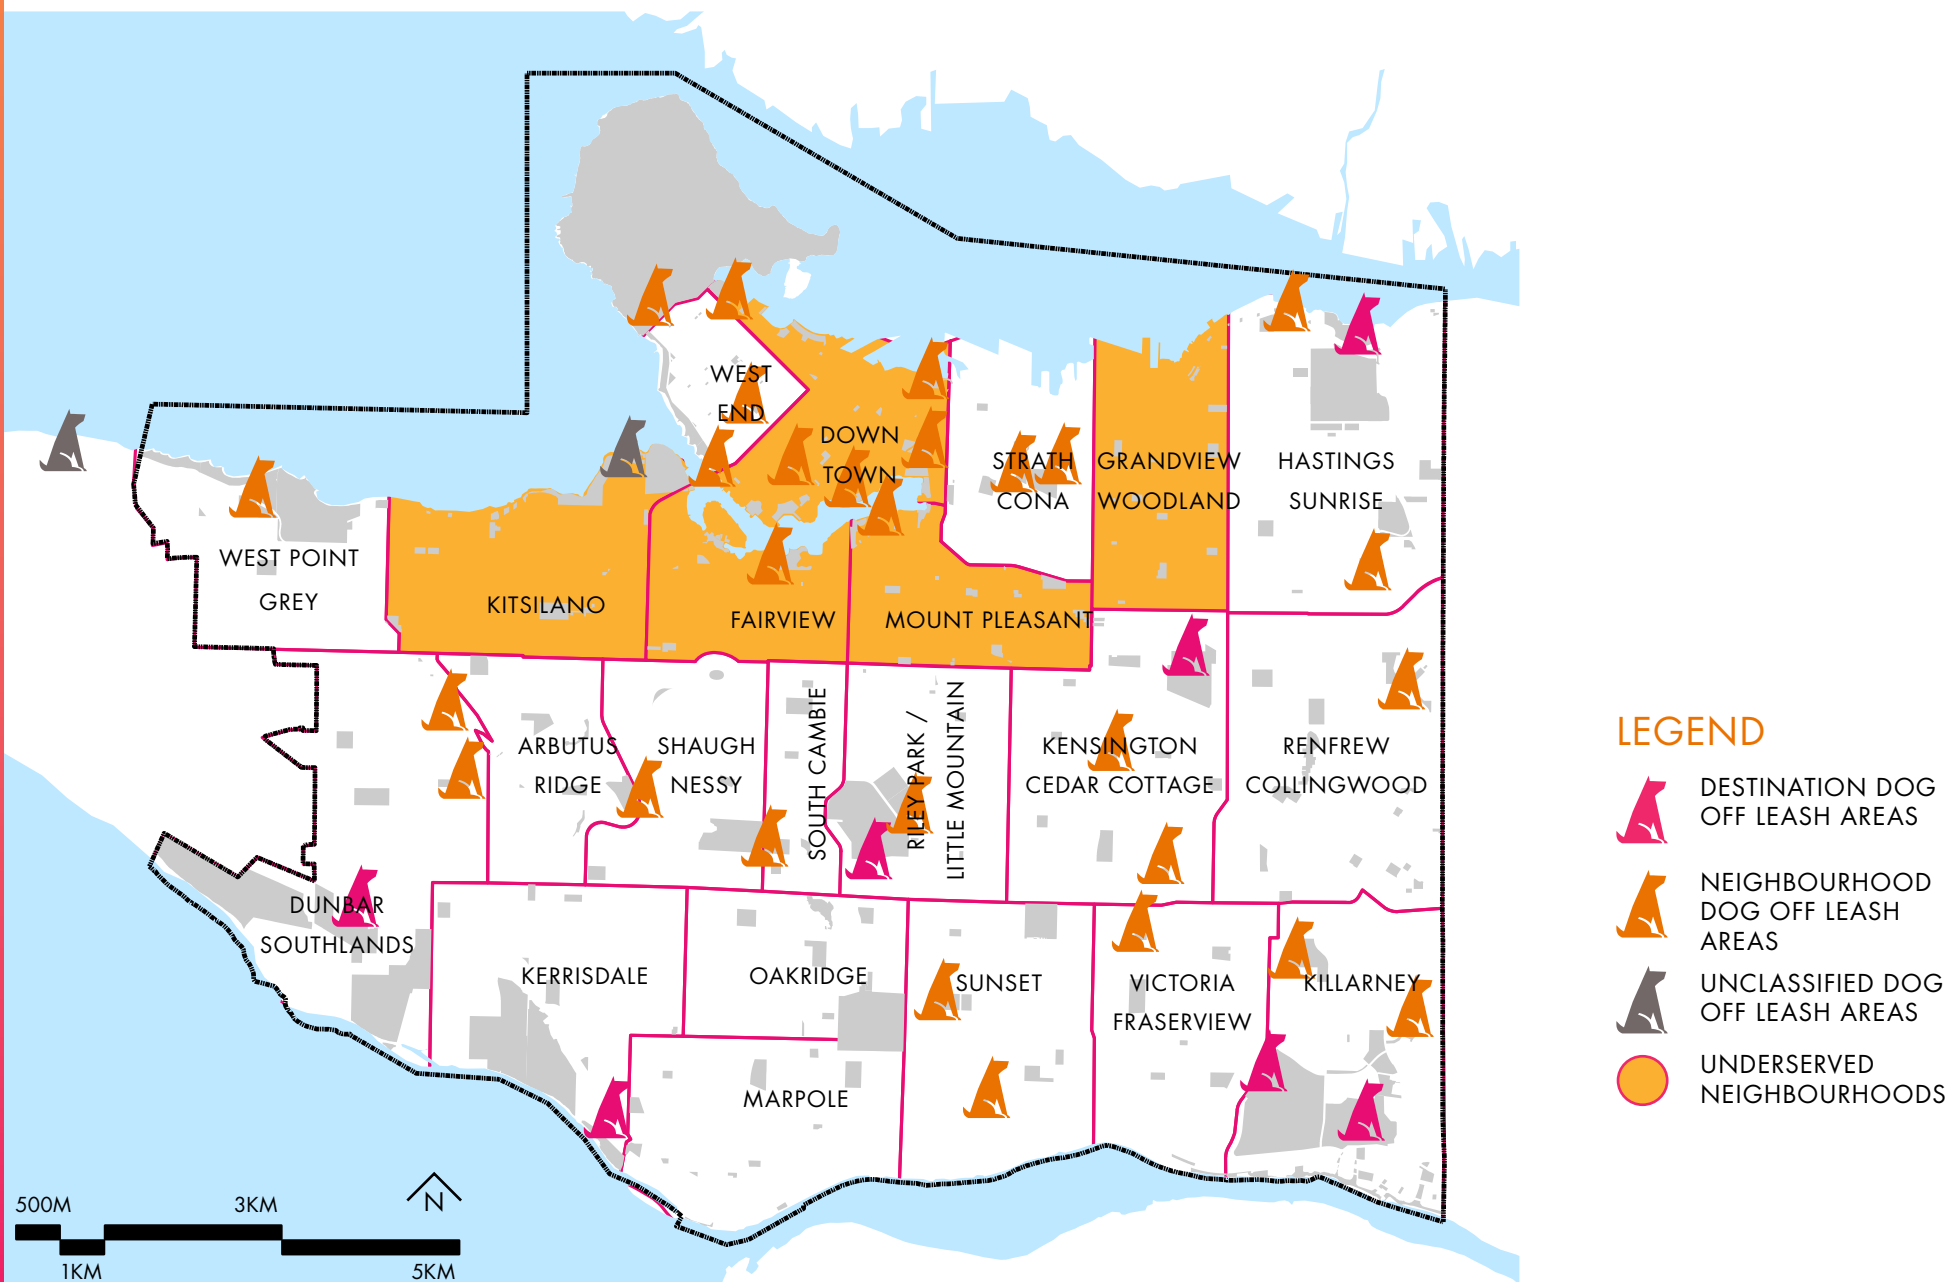 WEST
END
DOWN
TOWN
STRATH
CONA
GRANDVIEW
WOODLAND
HASTINGS
SUNRISE
WEST POINT
GREY
KITSILANO
FAIRVIEW
MOUNT PLEASANT
ARBUTUS
RIDGE
SHAUGH
NESSY
SOUTH CAMBIE
RILEY PARK /
LITTLE MOUNTAIN
KENSINGTON
CEDAR COTTAGE
RENFREW
COLLINGWOOD
DUNBAR
SOUTHLANDS
KERRISDALE
OAKRIDGE
SUNSET
VICTORIA
FRASERVIEW
KILLARNEY
MARPOLE
LEGEND
DESTINATION DOG
OFF LEASH AREAS
NEIGHBOURHOOD
DOG OFF LEASH
AREAS
UNCLASSIFIED DOG
OFF LEASH AREAS
UNDERSERVED
NEIGHBOURHOODS
500M
3KM
N
1KM
5KM